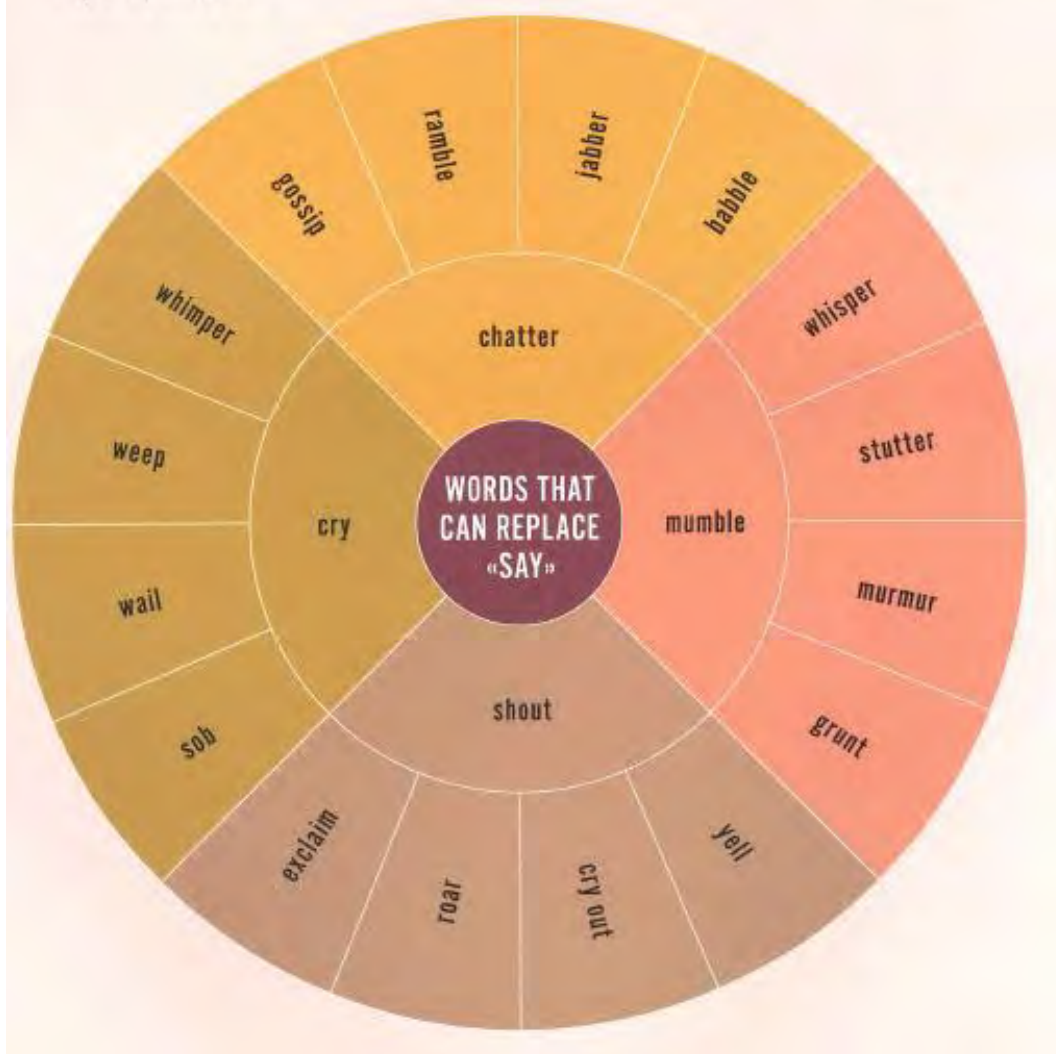 WORDS THAT
CAN REPLACE
«SAY»
chatter
gossip
ramble
jabber
babble
mumble
whisper
stutter
murmur
grunt
shout
yell
cry out
roar
exclaim
cry
sob
wail
weep
whimper